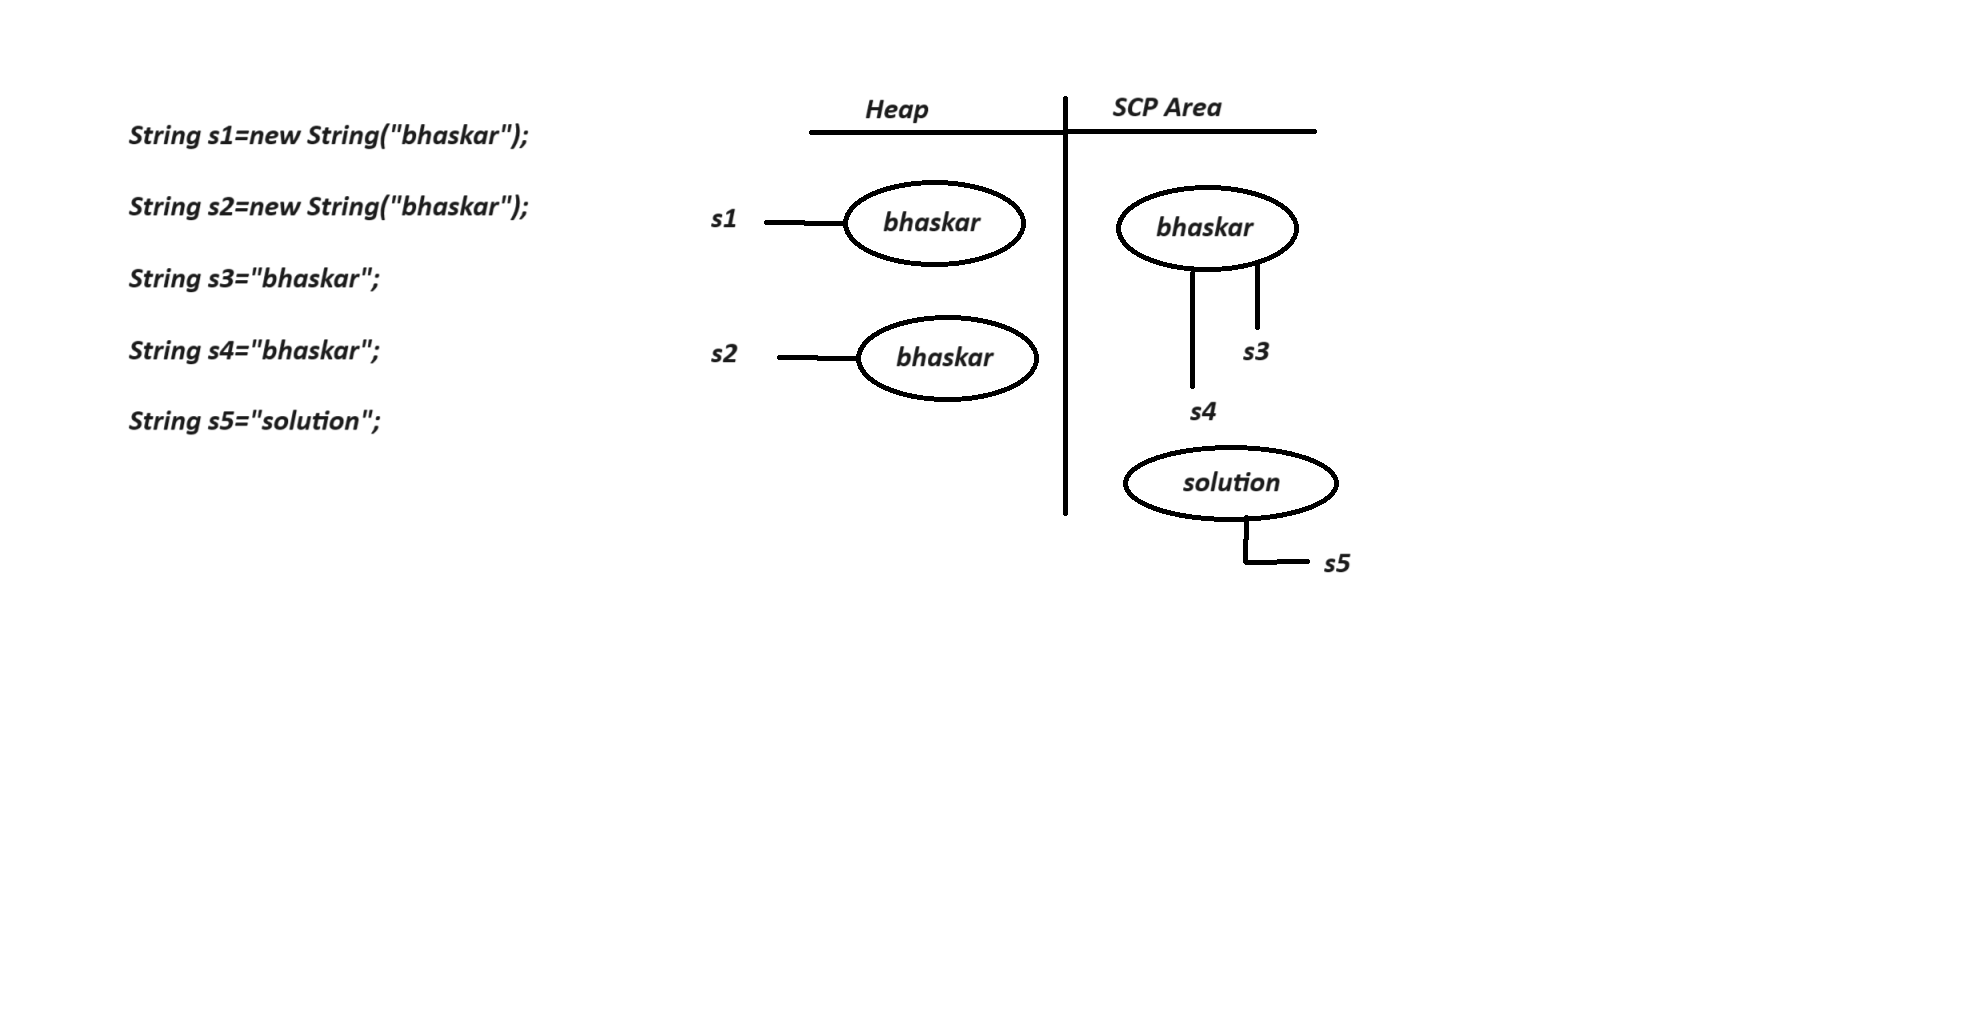 String s1=new String("bhaskar");
String s2=new String("bhaskar");
String s3="bhaskar";
String s4="bhaskar";
String s5="solution";
Heap
SCP Area
s1
bhaskar
bhaskar
s2
bhaskar
s3
s4
solution
s5